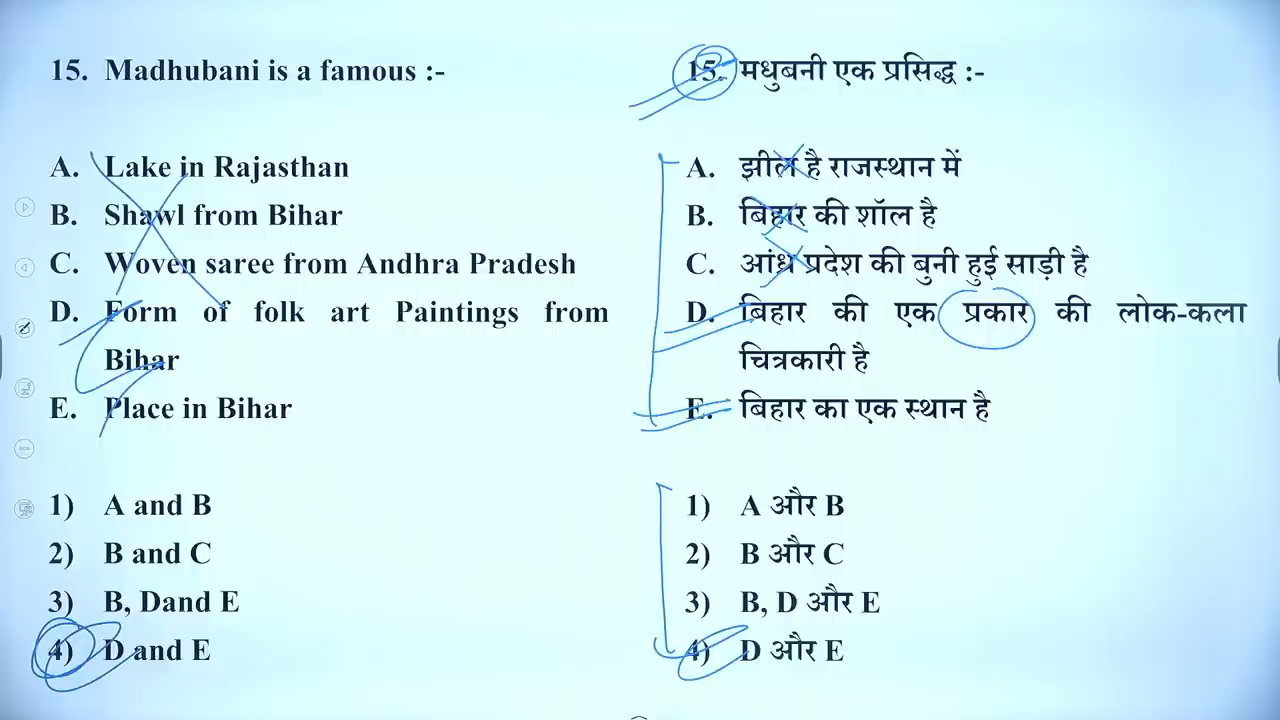 15. Madhubani is a famous :-
A. Lake in Rajasthan
B. Shawl from Bihar
C. Woven saree from Andhra Pradesh
D. Form of folk art Paintings from
Bihar
E. Place in Bihar
1) A and B
2) B and C
3) B, Dand E
4) D and E
15. मधुबनी एक प्रसिद्ध :-
A. झील है राजस्थान में
B. बिहार की शॉल है
C. आंध्र प्रदेश की बुनी हुई साड़ी है
D. बिहार की एक प्रकार की लोक-कला
चित्रकारी है
E. बिहार का एक स्थान है
1) A और B
2) B और C
3) B, D और E
4) D और E